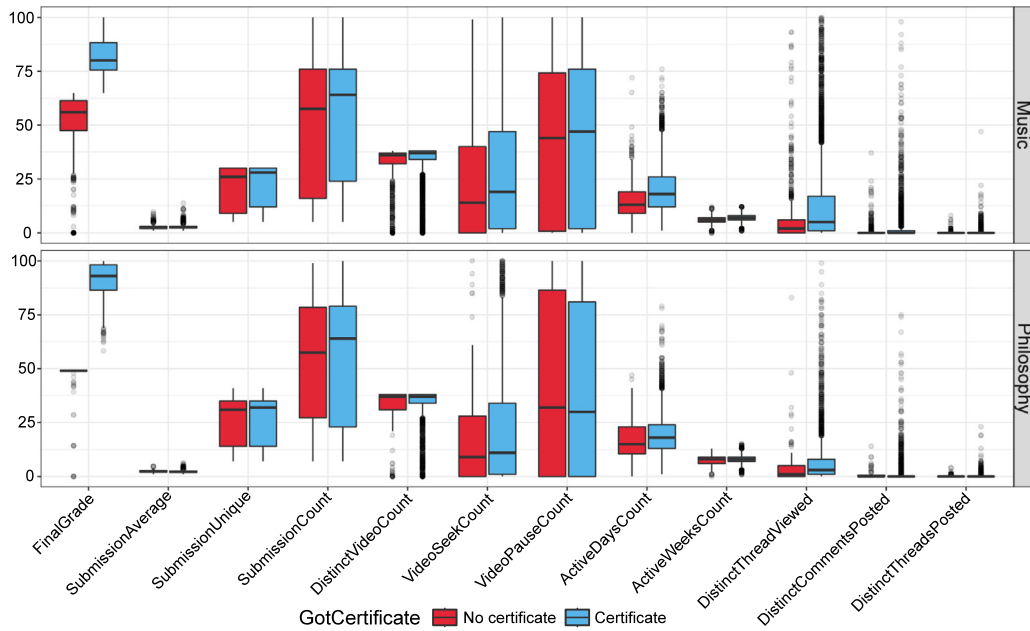 100
75
50
25
0
Music
100
75
50
25
0
Philosophy
FinalGrade
SubmissionAverage
SubmissionUnique
SubmissionCount
DistinctVideoCount
VideoSeekCount
VideoPauseCount
ActiveDaysCount
ActiveWeeksCount
DistinctThreadViewed
DistinctCommentsPosted
DistinctThreadsPosted
GotCertificate No certificate Certificate